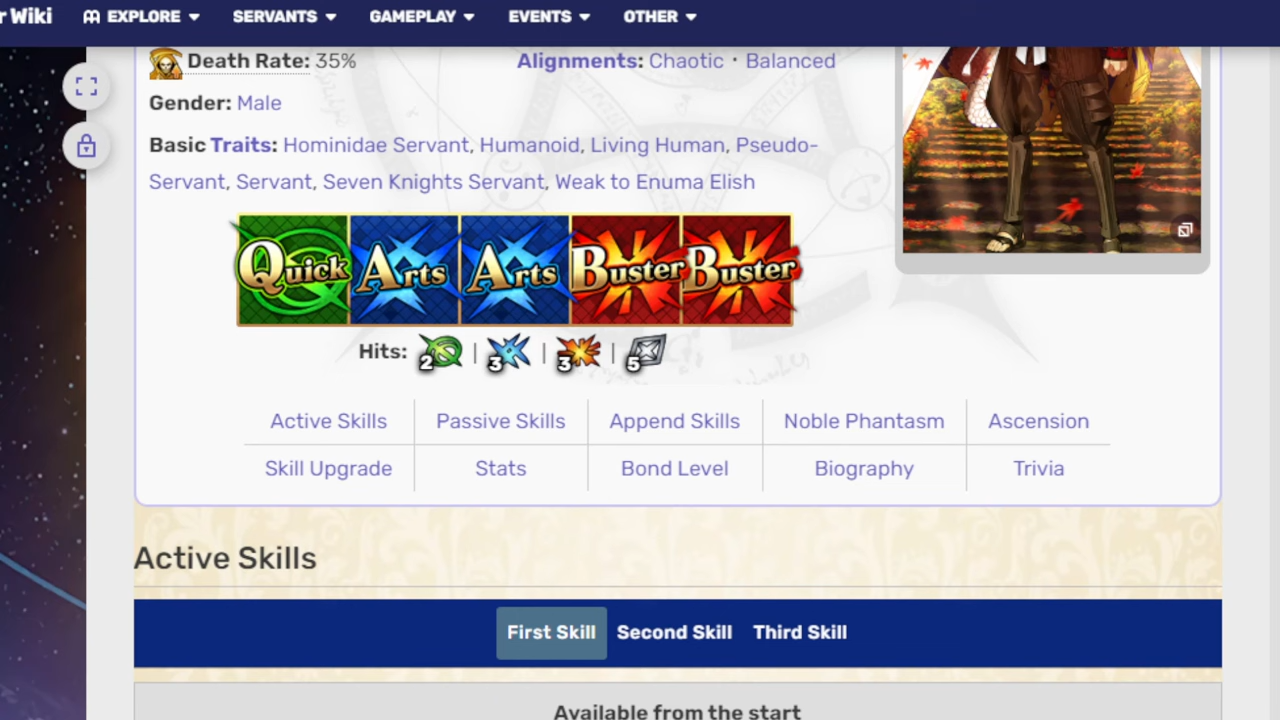 r Wiki EXPLORE SERVANTS GAMEPLAY EVENTS OTHER
Death Rate: 35% Alignments: Chaotic · Balanced
Gender: Male
Basic Traits: Hominidae Servant, Humanoid, Living Human, Pseudo-
Servant, Servant, Seven Knights Servant, Weak to Enuma Elish
Quick Arts Arts Buster Buster
Hits: 2 | 3 | 3 | 5
Active Skills Passive Skills Append Skills Noble Phantasm Ascension
Skill Upgrade Stats Bond Level Biography Trivia
Active Skills
First Skill Second Skill Third Skill
Available from the start